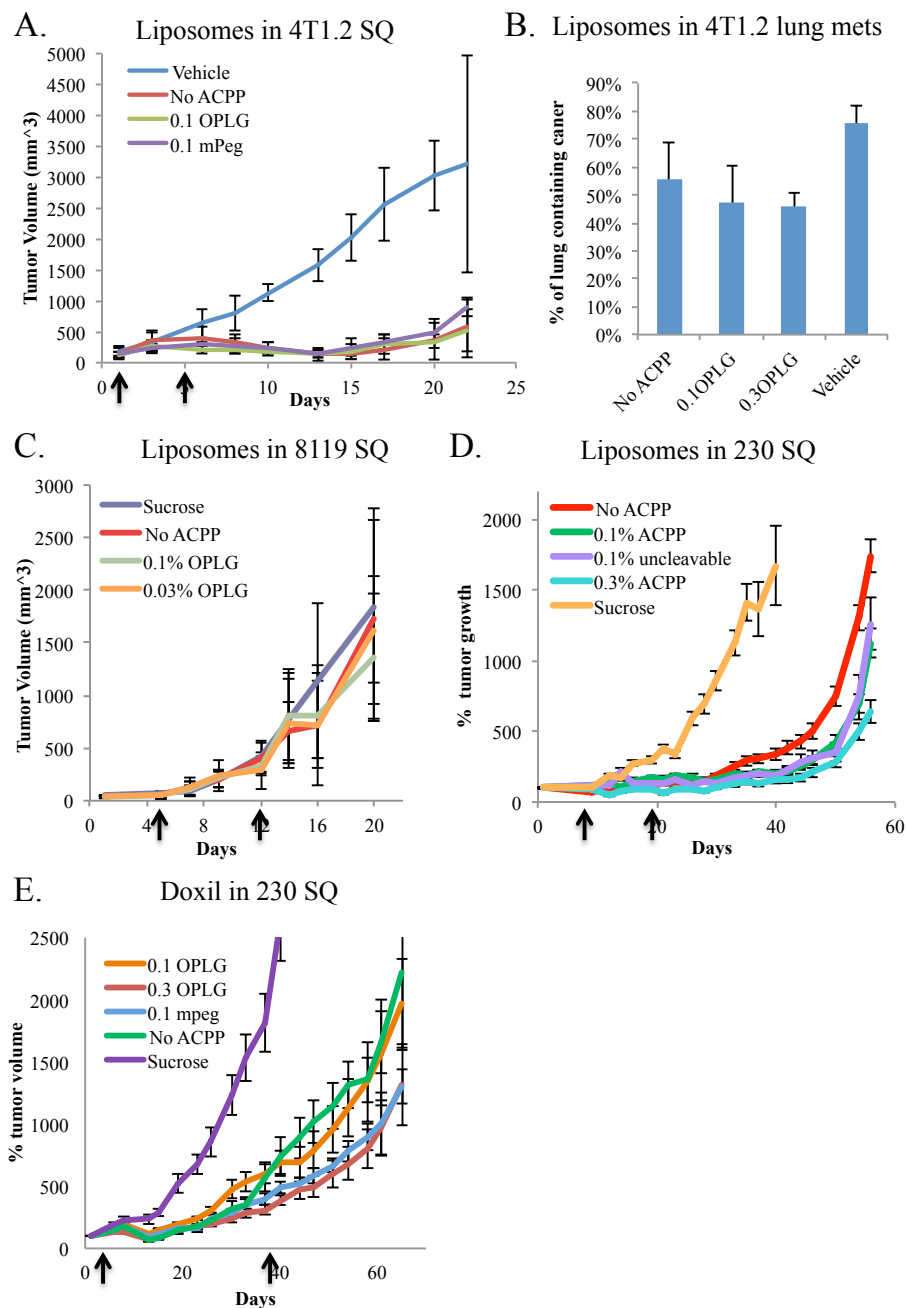 A.
Liposomes in 4T1.2 SQ
5000
4500
4000
3500
3000
2500
2000
1500
1000
500
0
Tumor Volume (mm^3)
Vehicle
No ACPP
0.1 OPLG
0.1 mPeg
0
5
10
15
20
25
Days
B.
Liposomes in 4T1.2 lung mets
90%
80%
70%
60%
50%
40%
30%
20%
10%
0%
% of lung containing caner
No ACPP
0.1OPLG
0.3OPLG
Vehicle
C.
Liposomes in 8119 SQ
3000
2500
2000
1500
1000
500
0
Tumor Volume (mm^3)
Sucrose
No ACPP
0.1% OPLG
0.03% OPLG
0
4
8
12
16
20
Days
D.
Liposomes in 230 SQ
2000
1500
1000
500
0
% tumor growth
No ACPP
0.1% ACPP
0.1% uncleavable
0.3% ACPP
Sucrose
0
20
40
60
Days
E.
Doxil in 230 SQ
2500
2000
1500
1000
500
0
% tumor volume
0.1 OPLG
0.3 OPLG
0.1 mpeg
No ACPP
Sucrose
0
20
40
60
Days